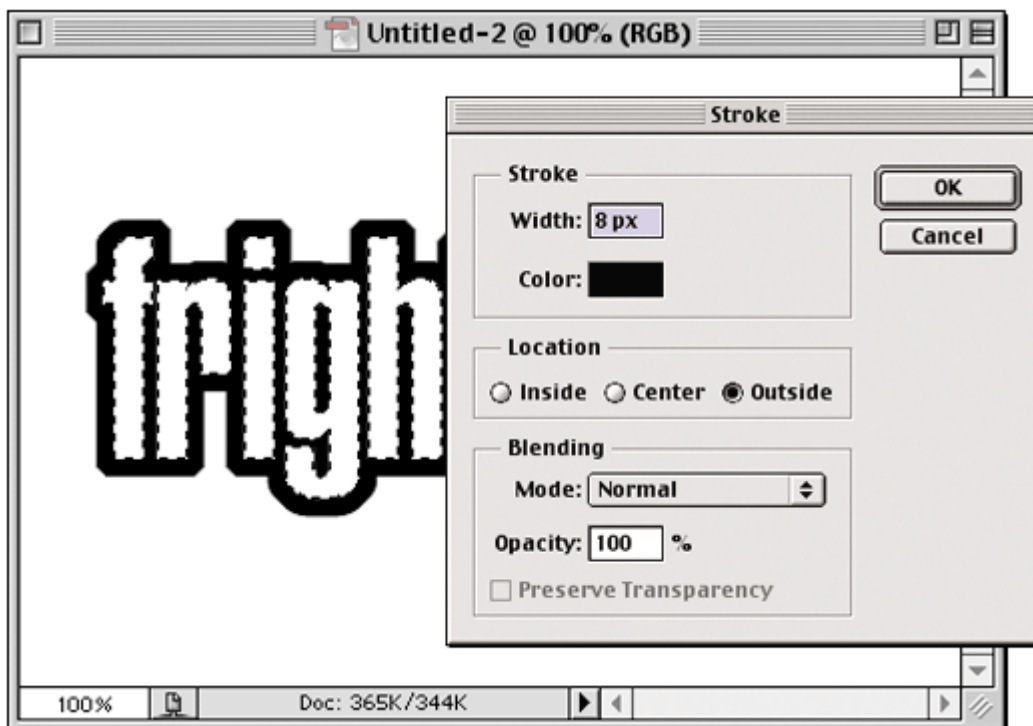 Untitled-2 @ 100% (RGB)
Stroke
Stroke
Width: 8 px
Color:
OK
Cancel
Location
Inside Center Outside
Blending
Mode: Normal
Opacity: 100 %
Preserve Transparency
fright
100% Doc: 365K/344K